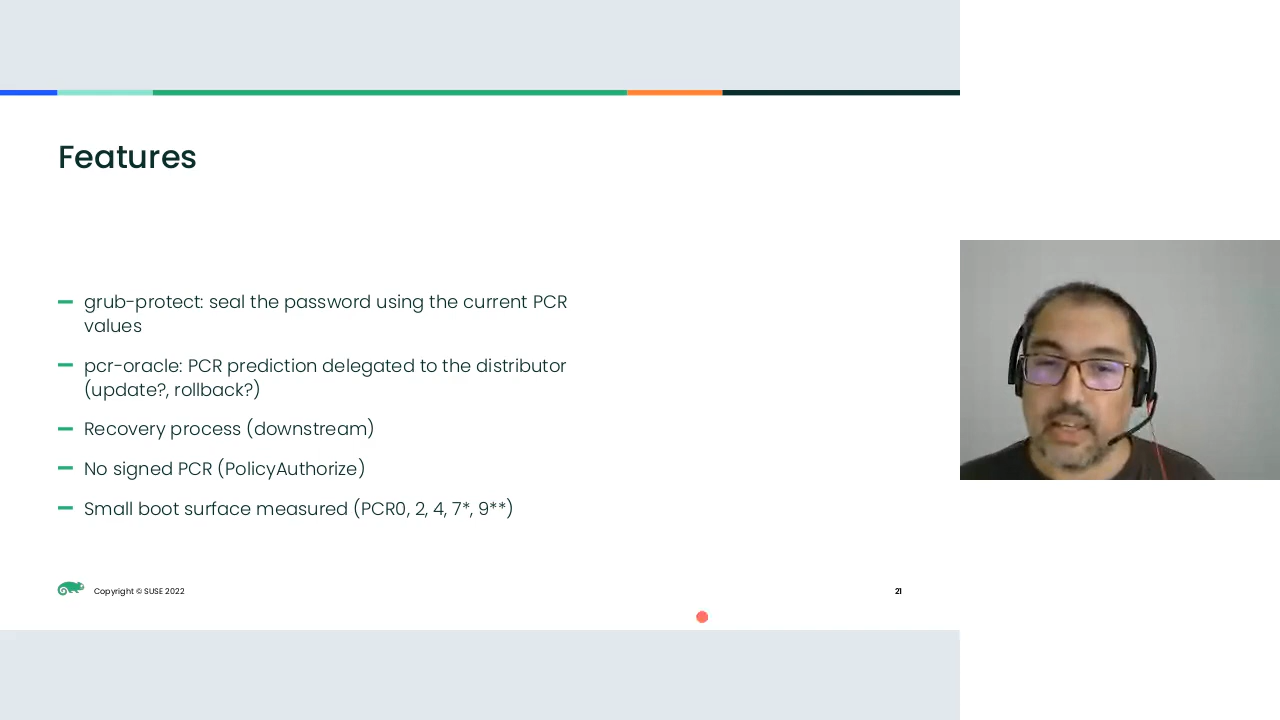 Features
grub-protect: seal the password using the current PCR
values
pcr-oracle: PCR prediction delegated to the distributor
(update?, rollback?)
Recovery process (downstream)
No signed PCR (PolicyAuthorize)
Small boot surface measured (PCR0, 2, 4, 7*, 9**)
Copyright © SUSE 2022
21